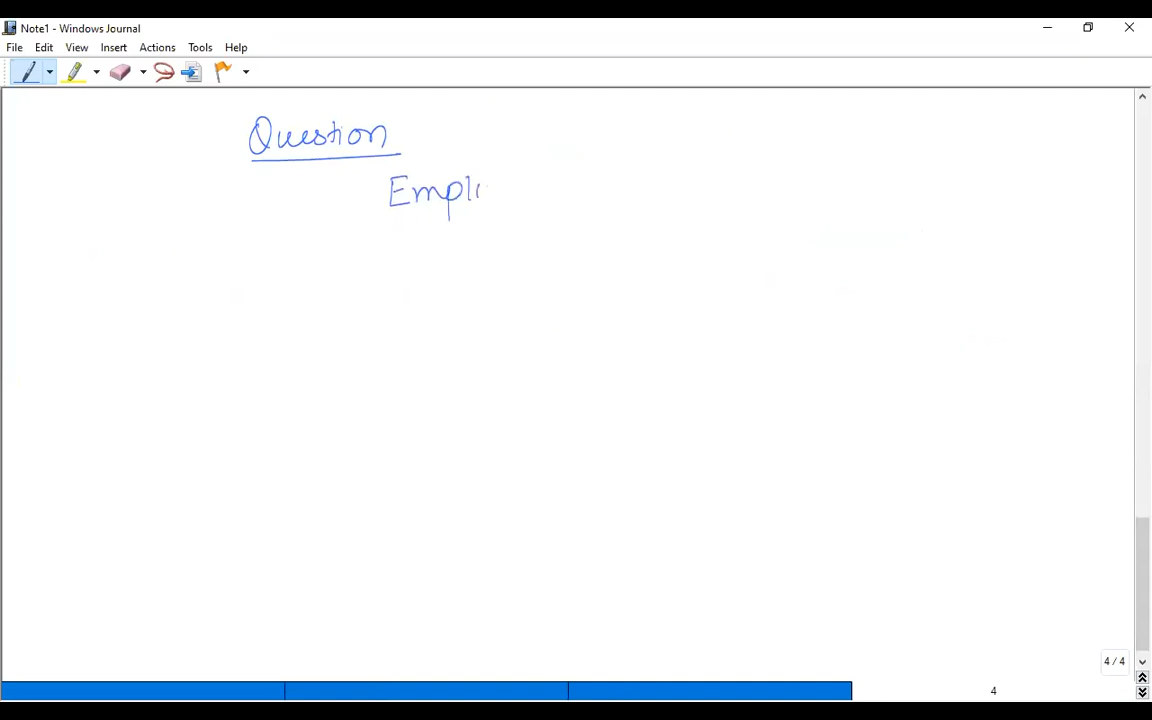 Note1 - Windows Journal
File Edit View Insert Actions Tools Help
Question
Empl
4 / 4
4